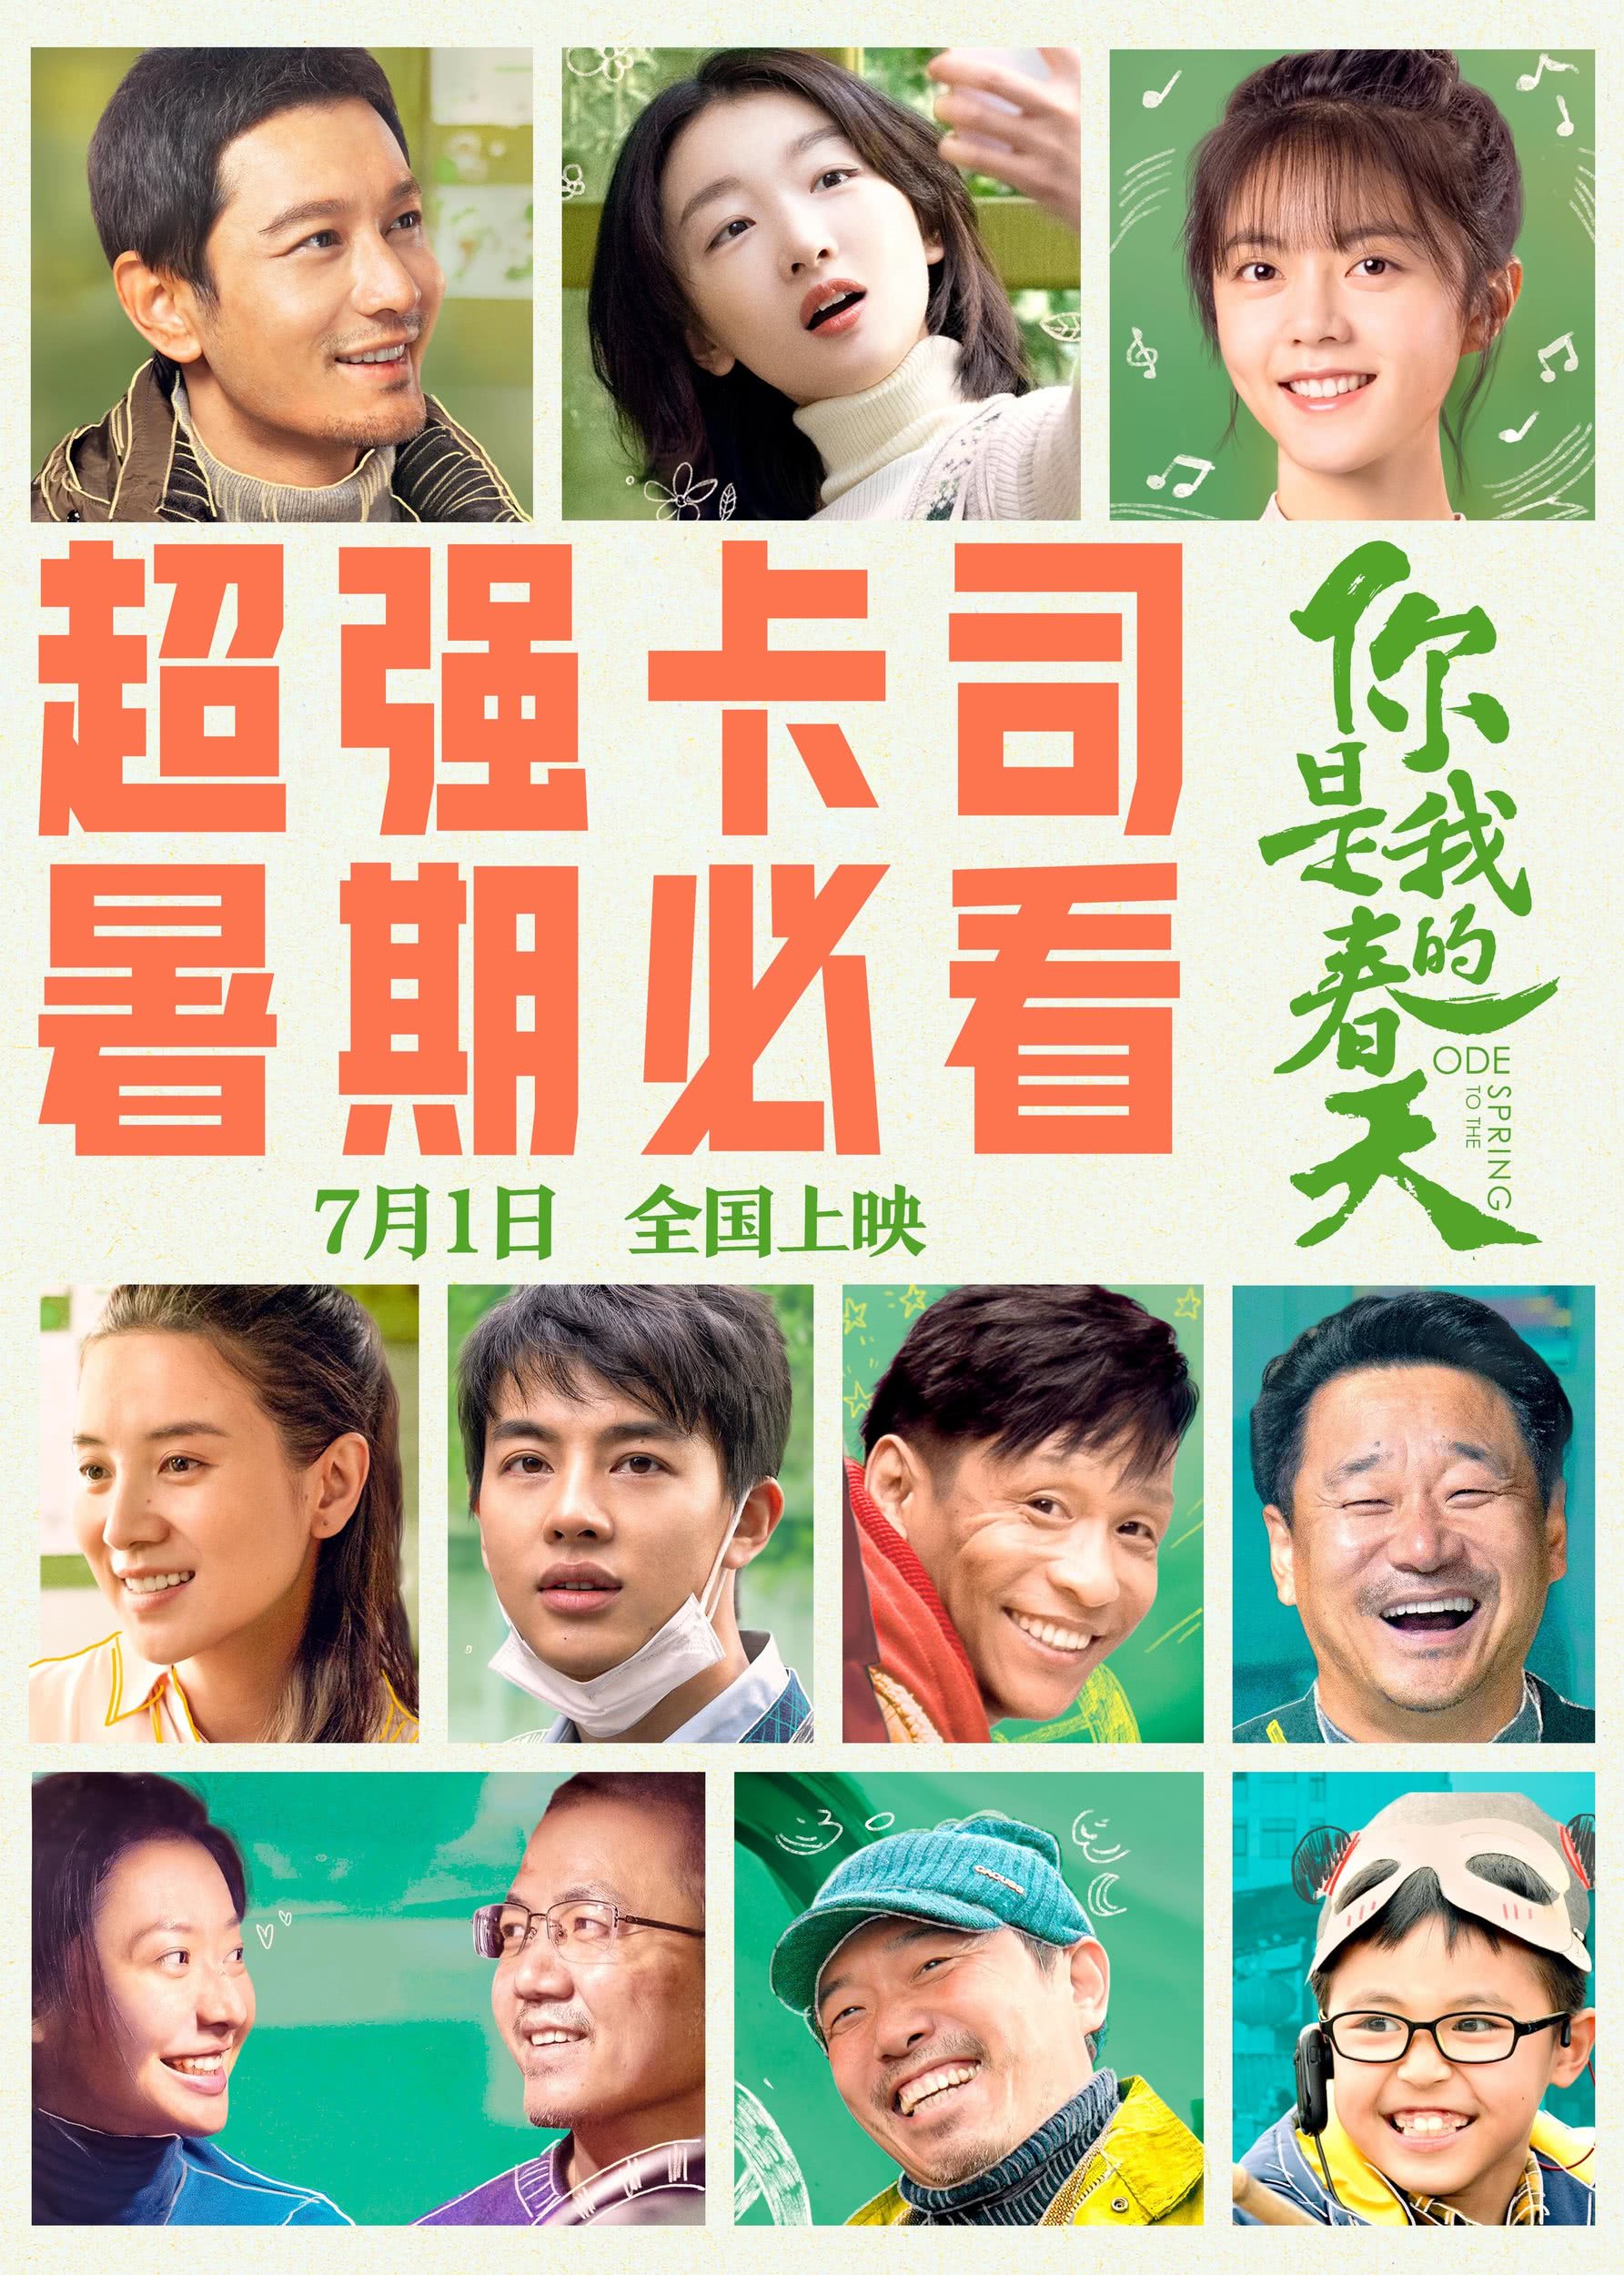 超强卡司
暑期必看
你是我的春天
ODE
TO THE
SPRING
7月1日 全国上映